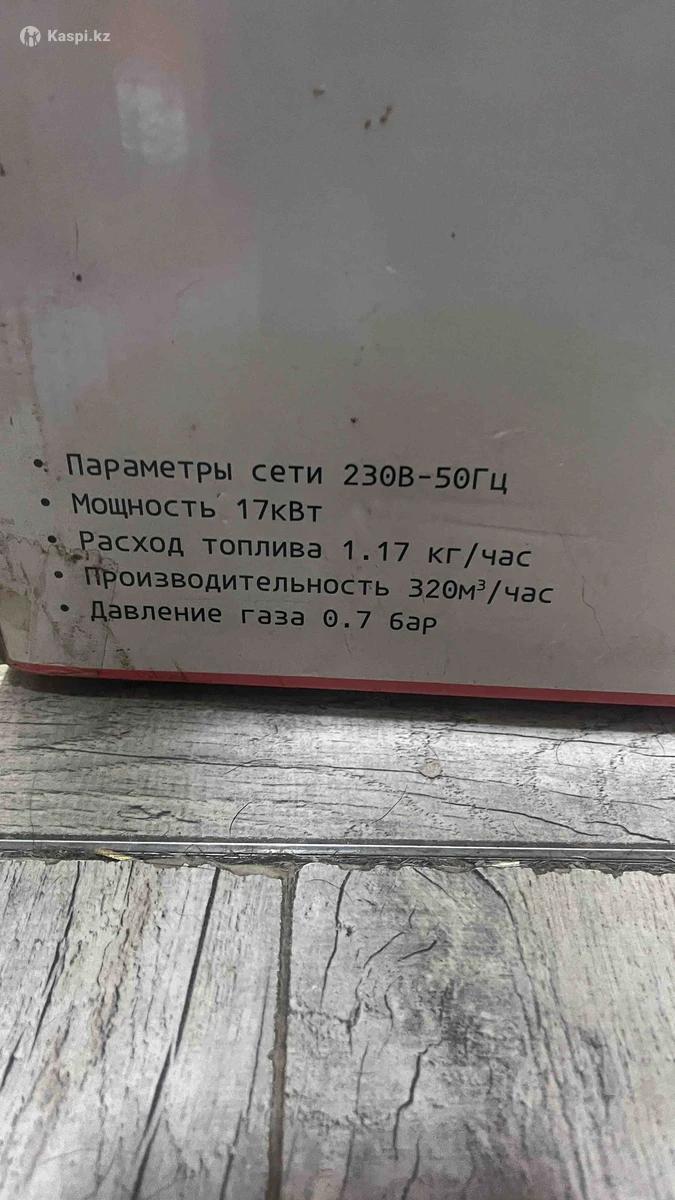 Kaspi.kz
• Параметры сети 230В-50Гц
• Мощность 17кВт
• Расход топлива 1.17 кг/час
• Производительность 320м³/час
• Давление газа 0.7 бар